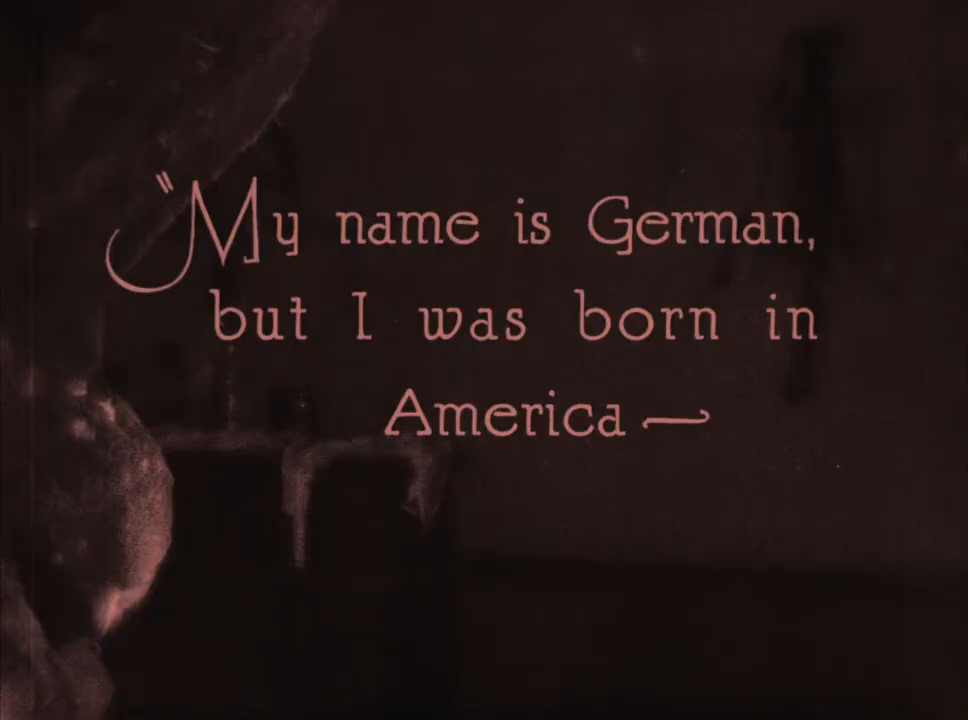 "My name is German,
but I was born in
America —